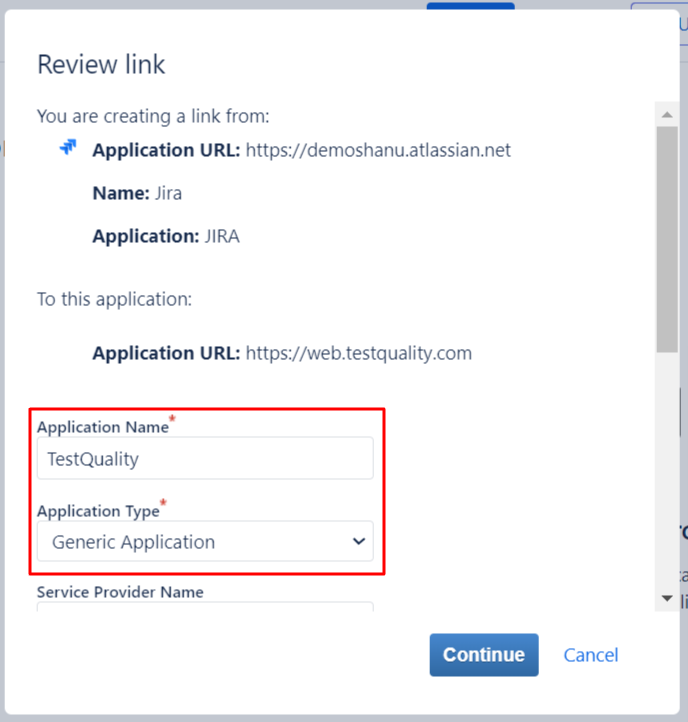 Review link
You are creating a link from:
Application URL: https://demoshanu.atlassian.net
Name: Jira
Application: JIRA
To this application:
Application URL: https://web.testquality.com
Application Name*
TestQuality
Application Type*
Generic Application
Service Provider Name
Continue Cancel